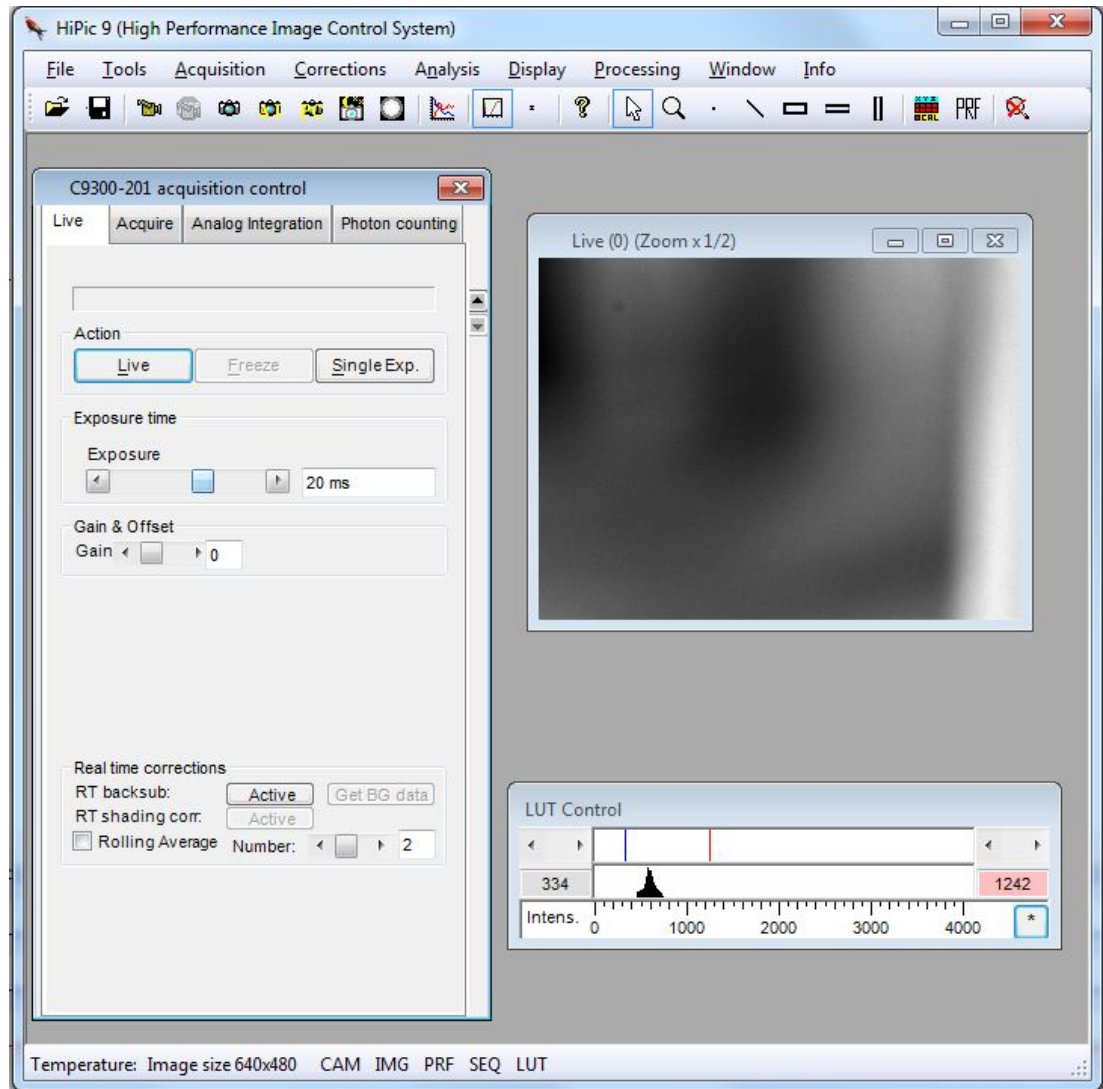 HiPic 9 (High Performance Image Control System)
File Tools Acquisition Corrections Analysis Display Processing Window Info
XYZ
BCAL
PRF
C9300-201 acquisition control
Live Acquire Analog Integration Photon counting
Action
Live Freeze Single Exp.
Exposure time
Exposure
20 ms
Gain & Offset
Gain 0
Real time corrections
RT backsub: Active Get BG data
RT shading corr: Active
Rolling Average Number: 2
Live (0) (Zoom x 1/2)
LUT Control
334 1242
Intens. 0 1000 2000 3000 4000 *
Temperature: Image size 640x480 CAM IMG PRF SEQ LUT